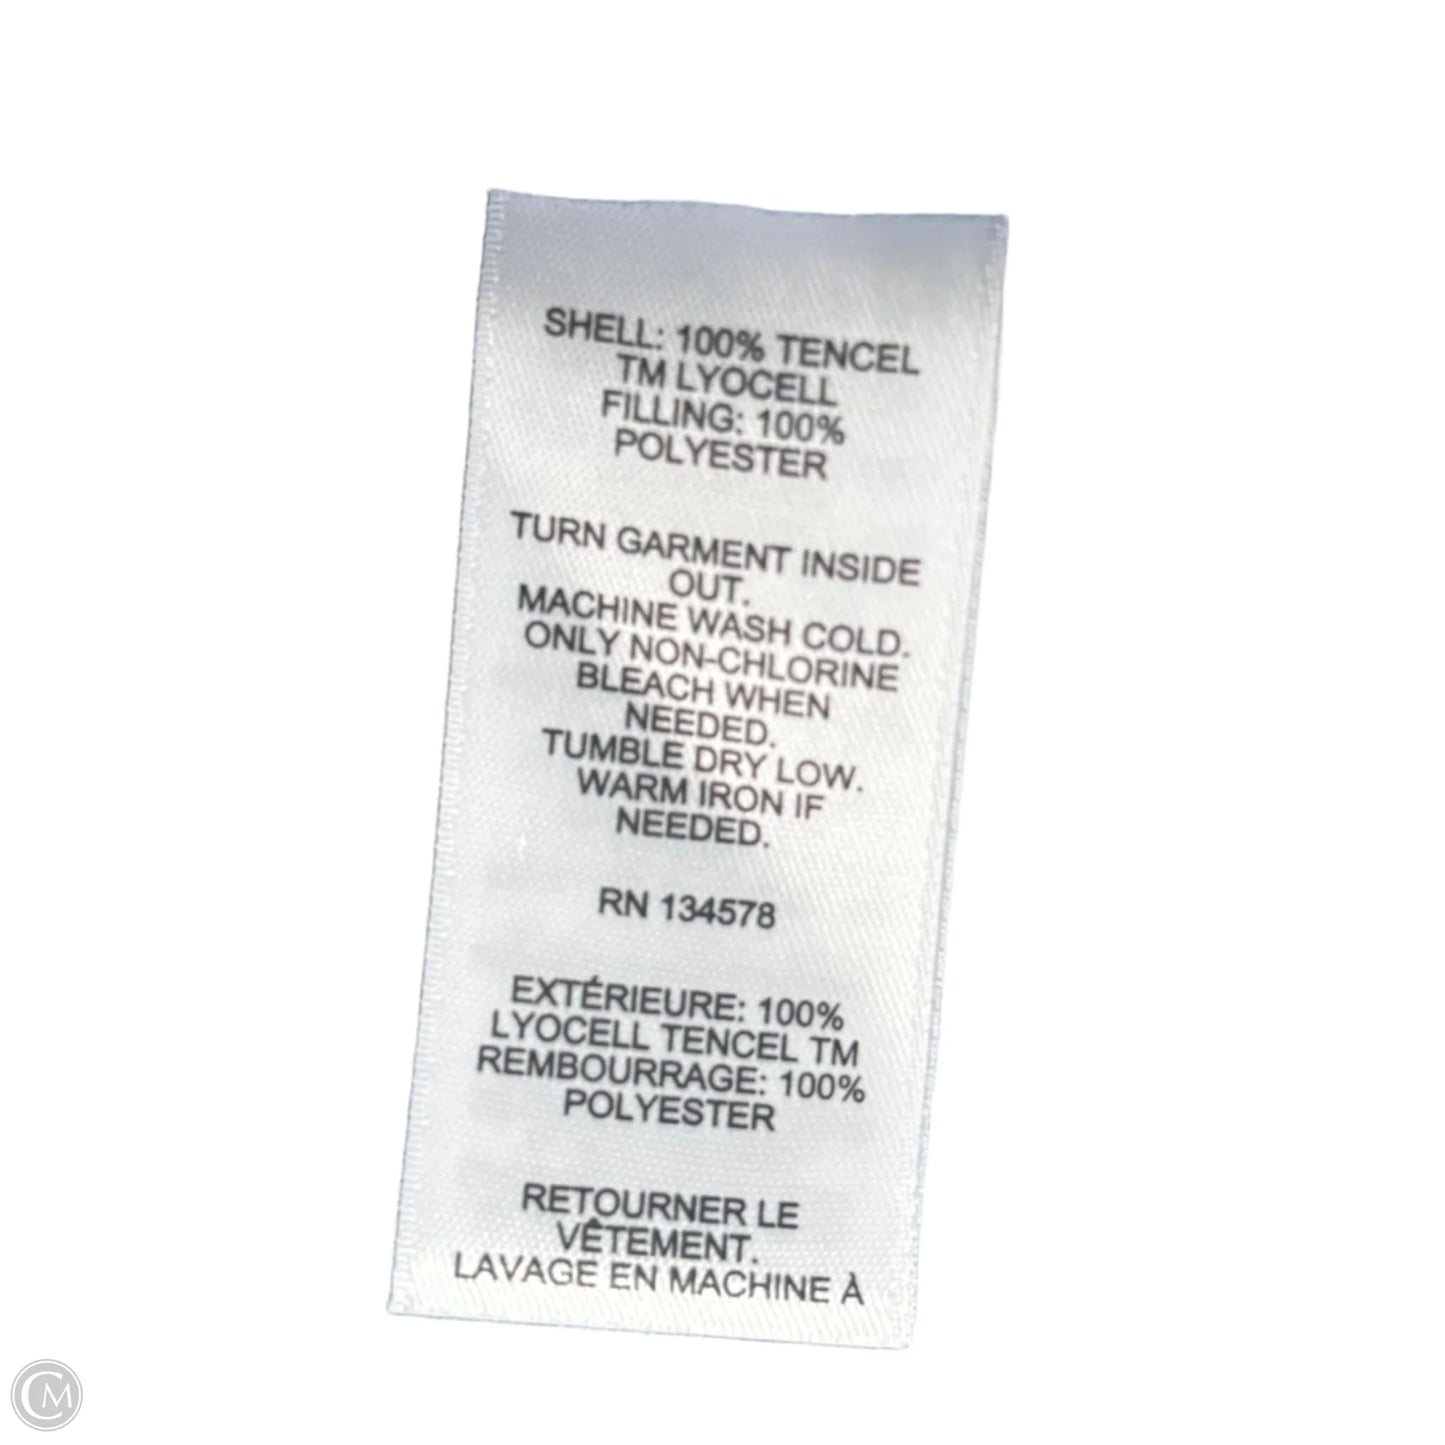 SHELL: 100% TENCEL
TM LYOCELL
FILLING: 100%
POLYESTER
TURN GARMENT INSIDE
OUT.
MACHINE WASH COLD.
ONLY NON-CHLORINE
BLEACH WHEN
NEEDED.
TUMBLE DRY LOW.
WARM IRON IF
NEEDED.
RN 134578
EXTÉRIEURE: 100%
LYOCELL TENCEL TM
REMBOURRAGE: 100%
POLYESTER
RETOURNER LE
VÊTEMENT.
LAVAGE EN MACHINE À
CM